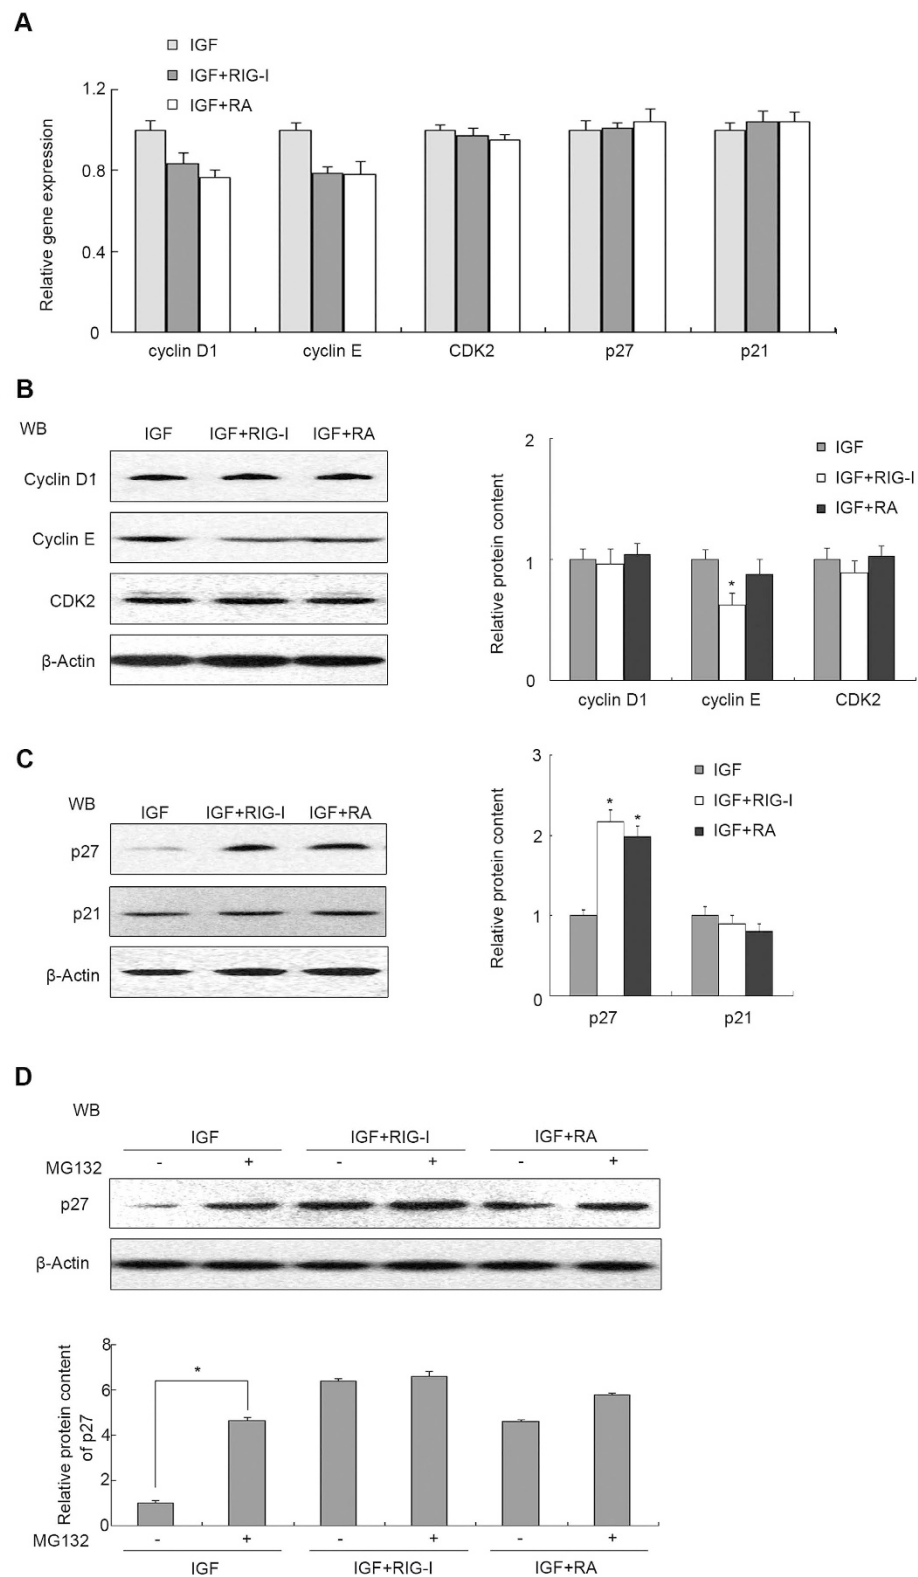 A
IGF
IGF+RIG-I
IGF+RA
Relative gene expression
1.2
0.8
0.4
0
cyclin D1 cyclin E CDK2 p27 p21
B
WB
IGF IGF+RIG-I IGF+RA
Cyclin D1
Cyclin E
CDK2
β-Actin
Relative protein content
2
1
0
IGF
IGF+RIG-I
IGF+RA
*
cyclin D1 cyclin E CDK2
C
WB
IGF IGF+RIG-I IGF+RA
p27
p21
β-Actin
Relative protein content
3
2
1
0
IGF
IGF+RIG-I
IGF+RA
* *
p27 p21
D
WB
IGF IGF+RIG-I IGF+RA
MG132 - + - + - +
p27
β-Actin
Relative protein content
of p27
8
6
4
2
0
*
MG132 - + - + - +
IGF IGF+RIG-I IGF+RA